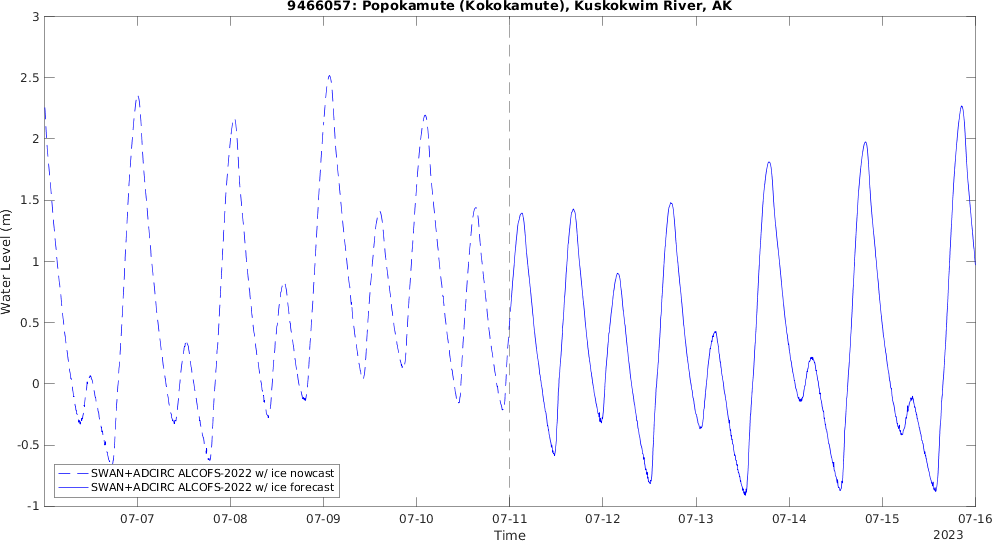 9466057: Popokamute (Kokokamute), Kuskokwim River, AK
3
2.5
2
1.5
1
0.5
0
-0.5
-1
Water Level (m)
SWAN+ADCIRC ALCOFS-2022 w/ ice nowcast
SWAN+ADCIRC ALCOFS-2022 w/ ice forecast
07-07 07-08 07-09 07-10 07-11 07-12 07-13 07-14 07-15 07-16
Time
2023